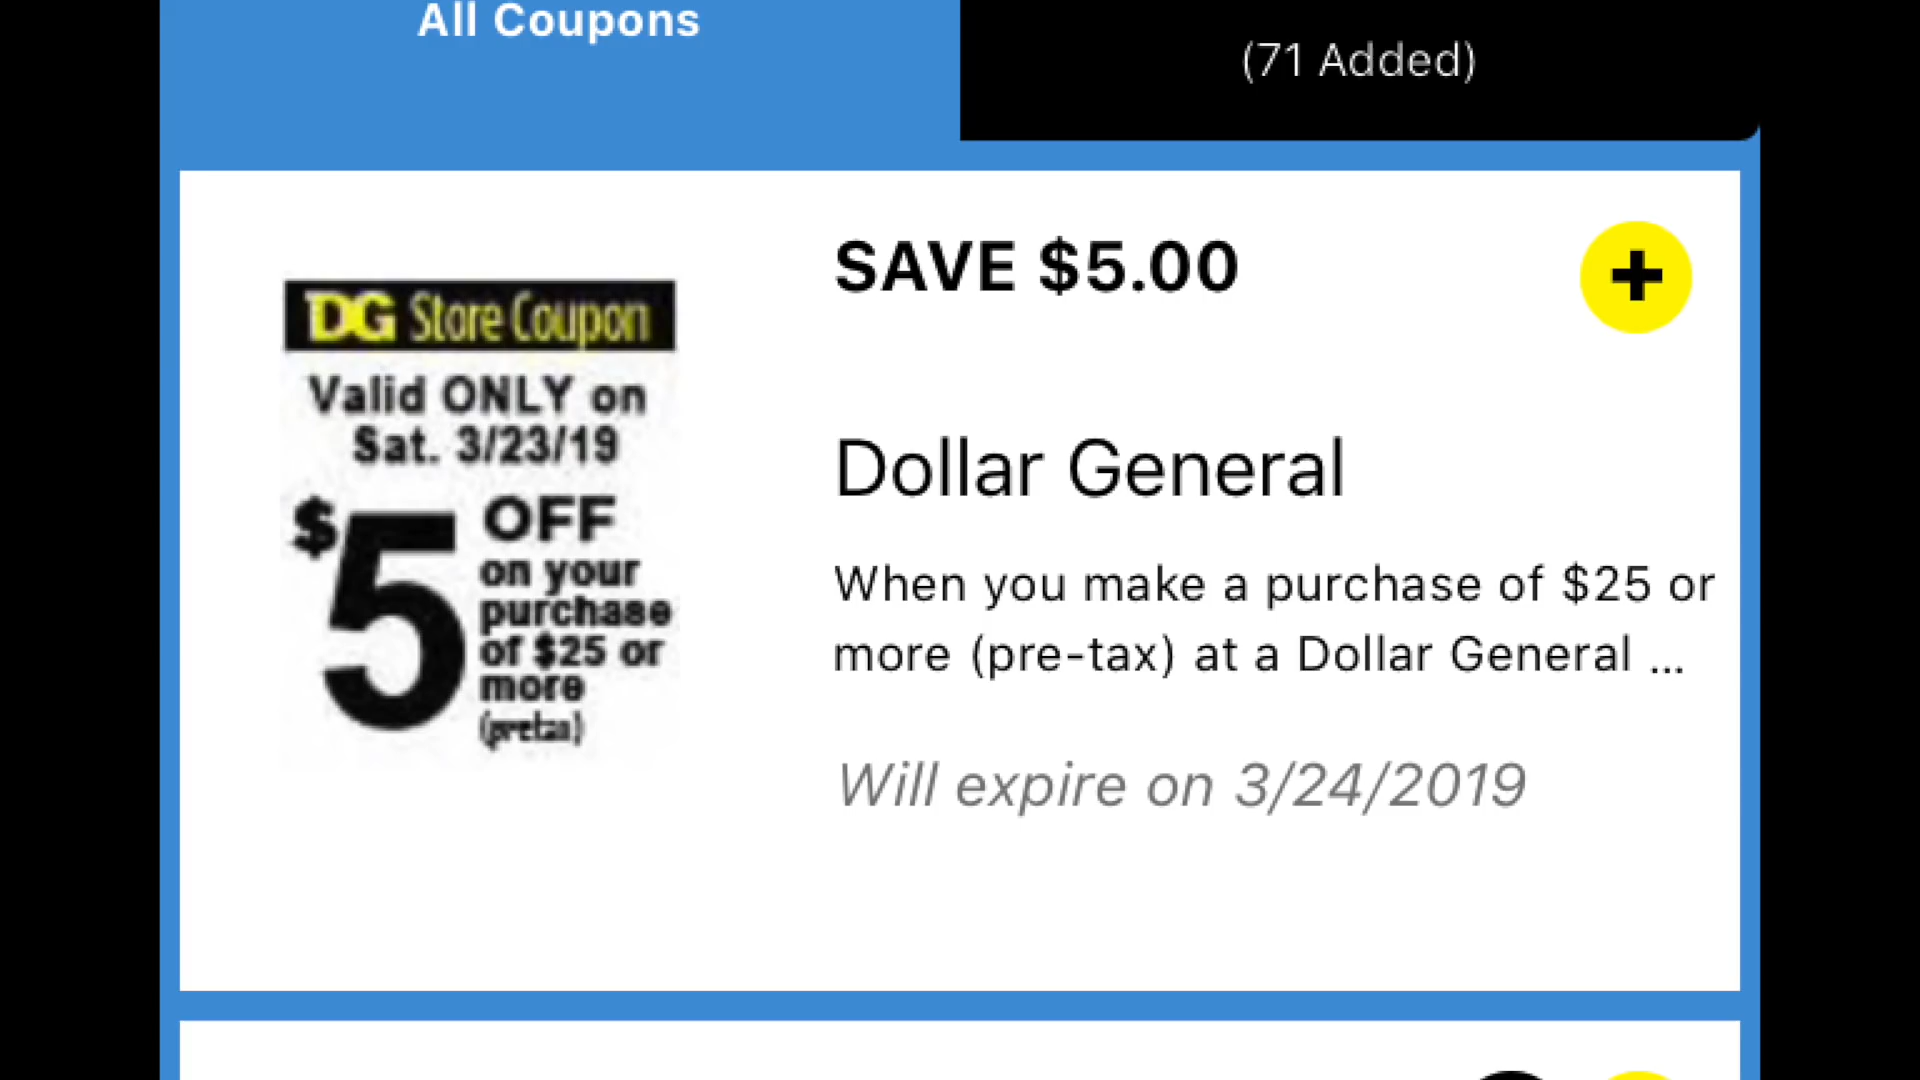 All Coupons
(71 Added)
DG Store Coupon
Valid ONLY on
Sat. 3/23/19
$5 OFF
on your
purchase
of $25 or
more
(pretax)
SAVE $5.00
+
Dollar General
When you make a purchase of $25 or
more (pre-tax) at a Dollar General ...
Will expire on 3/24/2019